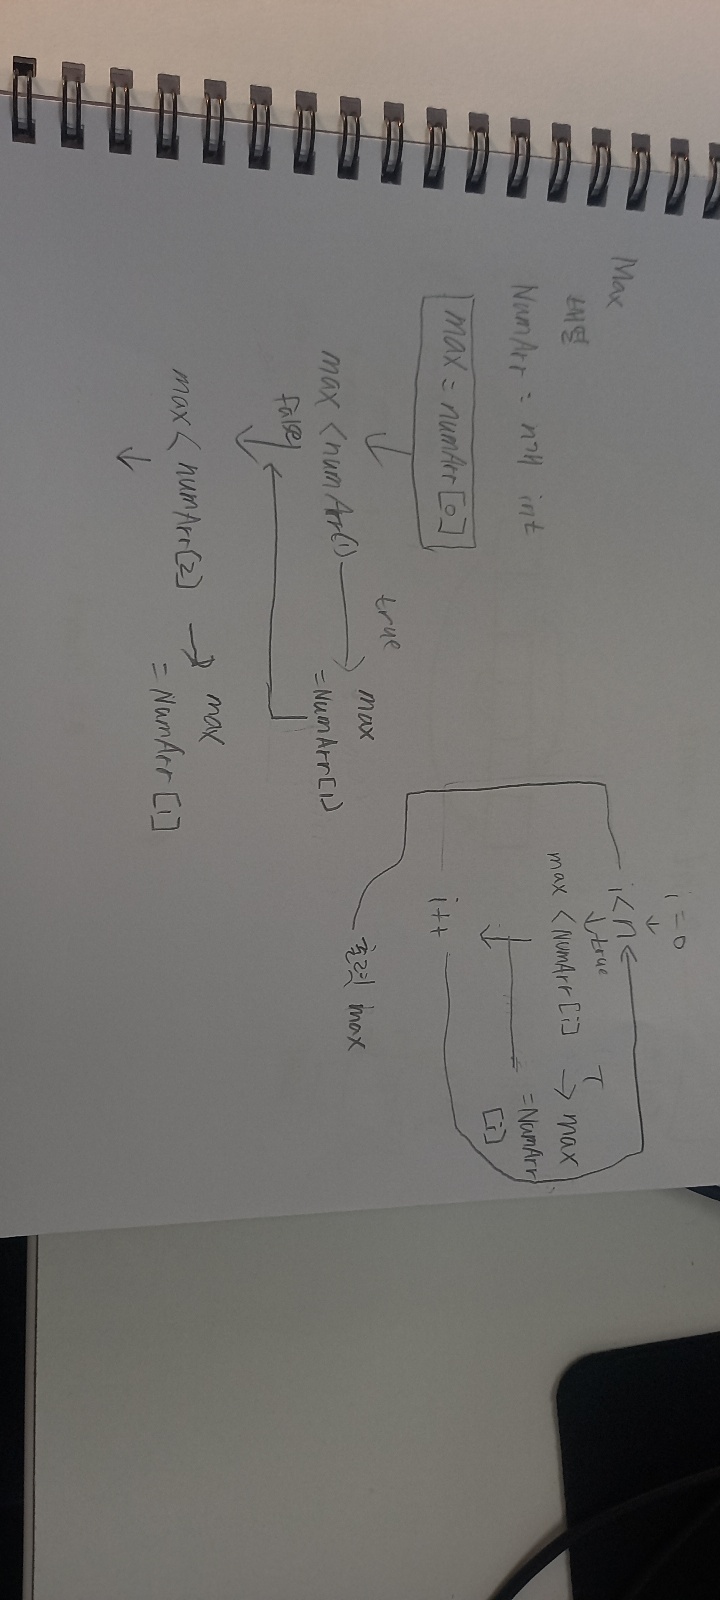 Max
배열
NumArr = n개 int
max = numArr[0]
↓
max < numArr(1) → true max
= NumArr[1]
false
↓
max < numArr[2] → max
= NumArr[i]
↓
i = 0
↓
i < n
↓ true
max < NumArr[i] T → max
= NumArr
[i]
↓
i++
출력 max